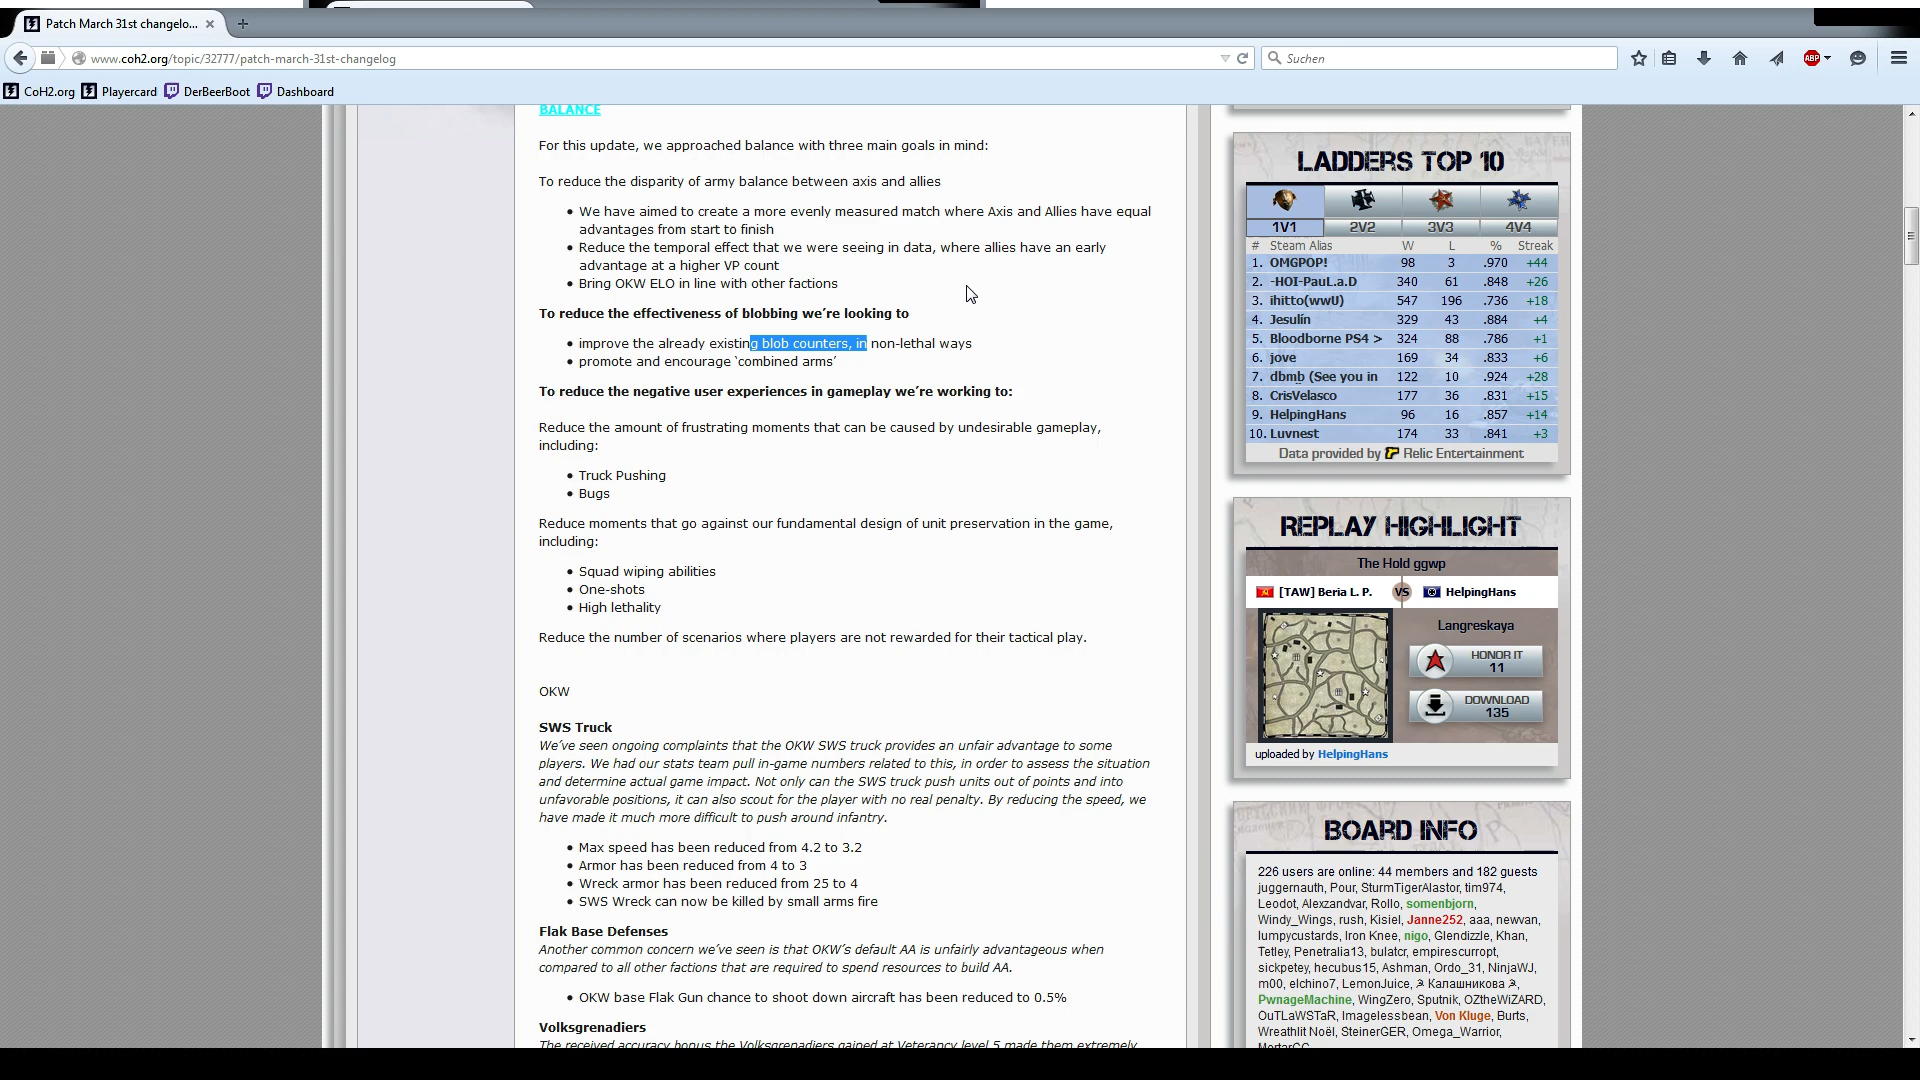 Patch March 31st changelo...
www.coh2.org/topic/32777/patch-march-31st-changelog
Suchen
ABP
CoH2.org
Playercard
DerBeerBoot
Dashboard
BALANCE
For this update, we approached balance with three main goals in mind:
To reduce the disparity of army balance between axis and allies
We have aimed to create a more evenly measured match where Axis and Allies have equal
advantages from start to finish
Reduce the temporal effect that we were seeing in data, where allies have an early
advantage at a higher VP count
Bring OKW ELO in line with other factions
To reduce the effectiveness of blobbing we’re looking to
improve the already existing blob counters, in non-lethal ways
promote and encourage ‘combined arms’
To reduce the negative user experiences in gameplay we’re working to:
Reduce the amount of frustrating moments that can be caused by undesirable gameplay,
including:
Truck Pushing
Bugs
Reduce moments that go against our fundamental design of unit preservation in the game,
including:
Squad wiping abilities
One-shots
High lethality
Reduce the number of scenarios where players are not rewarded for their tactical play.
OKW
SWS Truck
We’ve seen ongoing complaints that the OKW SWS truck provides an unfair advantage to some
players. We had our stats team pull in-game numbers related to this, in order to assess the situation
and determine actual game impact. Not only can the SWS truck push units out of points and into
unfavorable positions, it can also scout for the player with no real penalty. By reducing the speed, we
have made it much more difficult to push around infantry.
Max speed has been reduced from 4.2 to 3.2
Armor has been reduced from 4 to 3
Wreck armor has been reduced from 25 to 4
SWS Wreck can now be killed by small arms fire
Flak Base Defenses
Another common concern we’ve seen is that OKW’s default AA is unfairly advantageous when
compared to all other factions that are required to spend resources to build AA.
OKW base Flak Gun chance to shoot down aircraft has been reduced to 0.5%
Volksgrenadiers
The received accuracy bonus the Volksgrenadiers gained at Veterancy level 5 made them extremely
LADDERS TOP 10
1V1 2V2 3V3 4V4
# Steam Alias W L % Streak
1. OMGPOP! 98 3 .970 +44
2. -HOI-PauL.a.D 340 61 .848 +26
3. ihitto(wwU) 547 196 .736 +18
4. Jesulín 329 43 .884 +4
5. Bloodborne PS4 > 324 88 .786 +1
6. jove 169 34 .833 +6
7. dbmb (See you in 122 10 .924 +28
8. CrisVelasco 177 36 .831 +15
9. HelpingHans 96 16 .857 +14
10. Luvnest 174 33 .841 +3
Data provided by Relic Entertainment
REPLAY HIGHLIGHT
The Hold ggwp
[TAW] Beria L. P. VS HelpingHans
Langreskaya
HONOR IT
11
DOWNLOAD
135
uploaded by HelpingHans
BOARD INFO
226 users are online: 44 members and 182 guests
juggernauth, Pour, SturmTigerAlastor, tim974,
Leodot, Alexzandvar, Rollo, somenbjorn,
Windy_Wings, rush, Kisiel, Janne252, aaa, newvan,
lumpycustards, Iron Knee, nigo, Glendizzle, Khan,
Tetley, Penetralia13, bulatcr, empirescurropt,
sickpetey, hecubus15, Ashman, Ordo_31, NinjaWJ,
m00, elchino7, LemonJuice, ☭ Калашникова ☭,
PwnageMachine, WingZero, Sputnik, OZtheWiZARD,
OuTLaWSTaR, Imagelessbean, Von Kluge, Burts,
Wreathlit Noël, SteinerGER, Omega_Warrior,